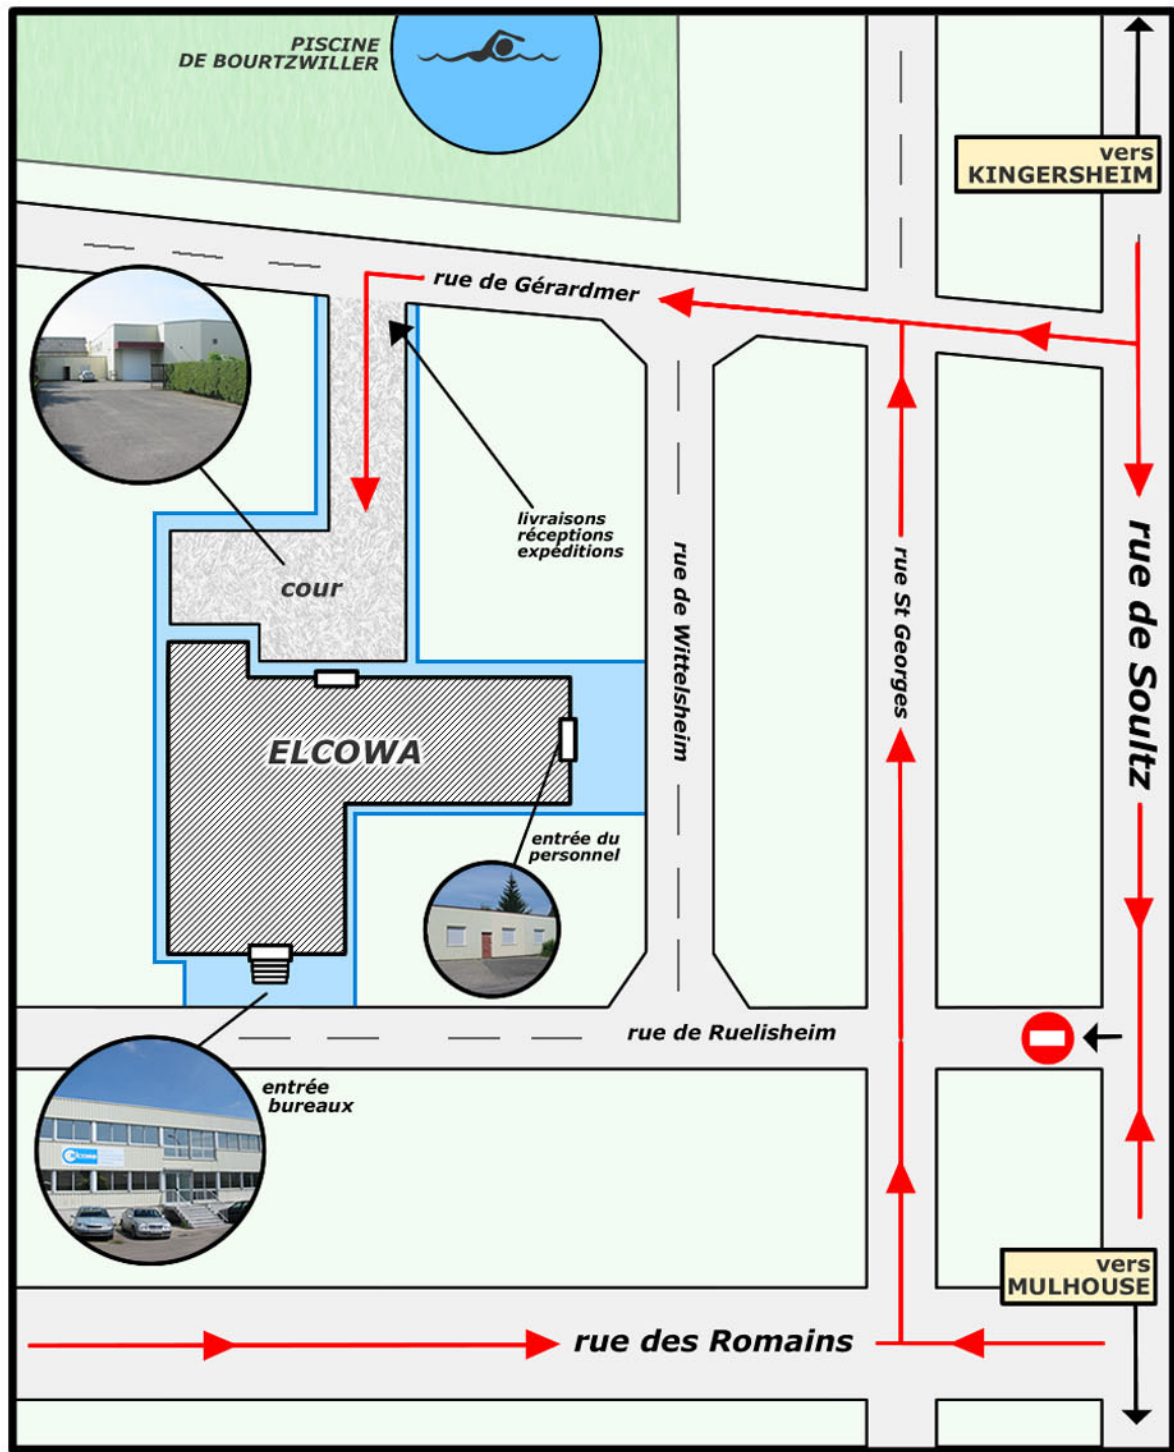 PISCINE
DE BOURTZWILLER
vers
KINGERSHEIM
rue de Gérardmer
livraisons
réceptions
expéditions
cour
rue de Wittelsheim
rue St Georges
rue de Soultz
ELCOWA
entrée du
personnel
rue de Ruelisheim
entrée
bureaux
vers
MULHOUSE
rue des Romains